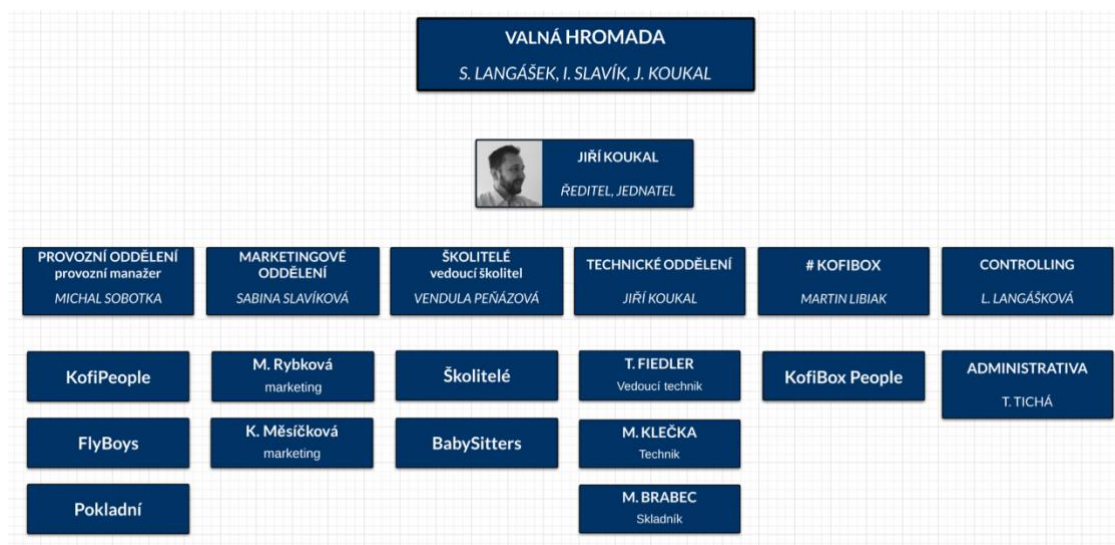 VALNÁ HROMADA
S. LANGÁŠEK, I. SLAVÍK, J. KOUKAL
JIŘÍ KOUKAL
ŘEDITEL, JEDNATEL
PROVOZNÍ ODDĚLENÍ
provozní manažer
MICHAL SOBOTKA
MARKETINGOVÉ
ODDĚLENÍ
SABINA SLAVÍKOVÁ
ŠKOLITELÉ
vedoucí školitel
VENDULA PEŇÁZOVÁ
TECHNICKÉ ODDĚLENÍ
JIŘÍ KOUKAL
# KOFIBOX
MARTIN LIBIAK
CONTROLLING
L. LANGÁŠKOVÁ
KofiPeople
M. Rybková
marketing
Školitelé
T. FIEDLER
Vedoucí technik
KofiBox People
ADMINISTRATIVA
T. TICHÁ
FlyBoys
K. Měsíčková
marketing
BabySitters
M. KLEČKA
Technik
Pokladní
M. BRABEC
Skladník